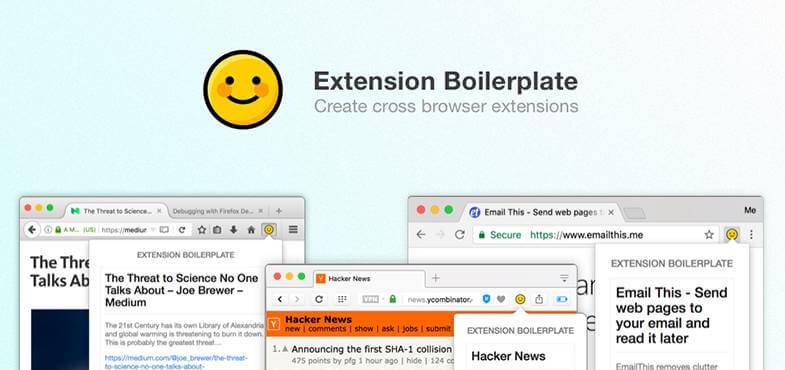 Extension Boilerplate
Create cross browser extensions
The Threat to Science...
Debugging with Firefox De...
https://medium
EXTENSION BOILERPLATE
The Threat to Science No One
Talks About – Joe Brewer –
Medium
The 21st Century has its own Library of Alexandria
and global warming is threatening to burn it down.
This is probably the greatest threat...
https://medium.com/@joe_brewer/the-threat
-to-science-no-one-talks-about-
The Th
Talks Ab
Hacker News
VPN
news.ycombinator.
Y
Hacker News
new | comments | show | ask | jobs | submit
1.
Announcing the first SHA-1 collision
475 points by pfg 1 hour ago | hide | 124 c
EXTENSION BOILERPLATE
Hacker News
Email This - Send web pages to
Me
Secure
https://www.emailthis.me
EXTENSION BOILERPLATE
Email This - Send
web pages to
your email and
read it later
EmailThis removes clutter